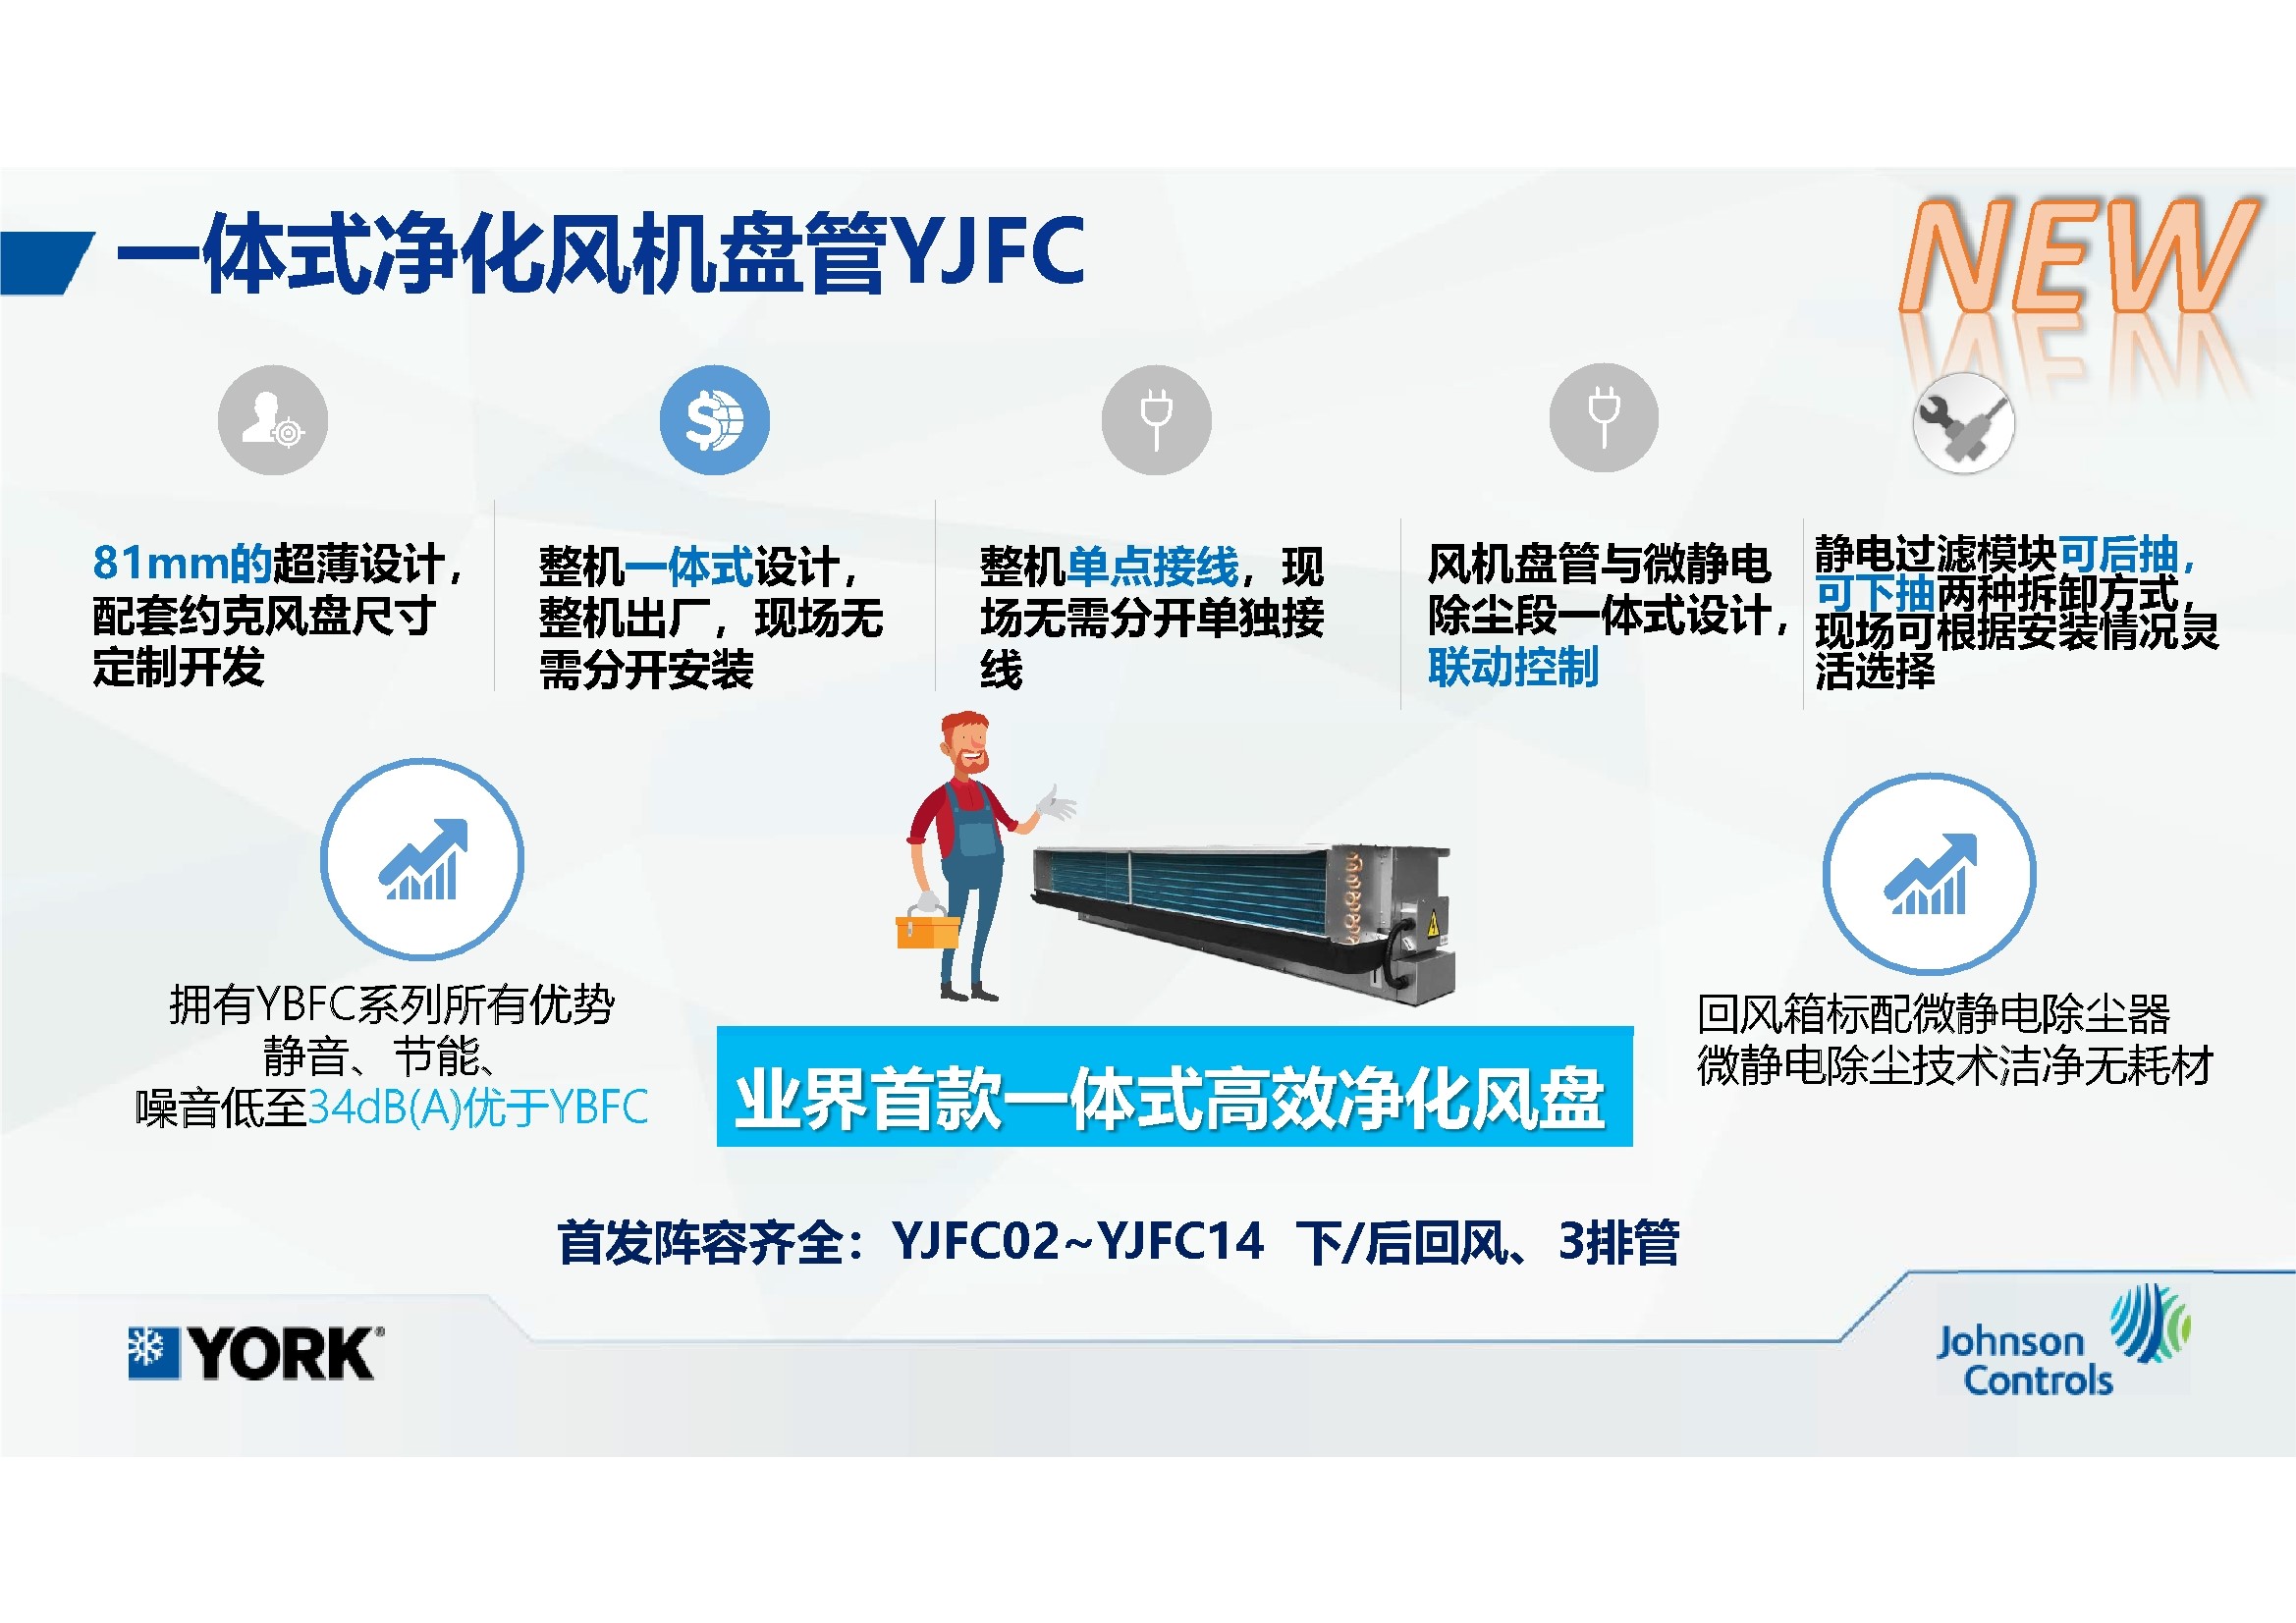 一体式净化风机盘管YJFC
NEW
81mm的超薄设计，
配套约克风盘尺寸
定制开发
整机一体式设计，
整机出厂，现场无
需分开安装
整机单点接线，现
场无需分开单独接
线
风机盘管与微静电
除尘段一体式设计，
联动控制
静电过滤模块可后抽，
可下抽两种拆卸方式，
现场可根据安装情况灵
活选择
拥有YBFC系列所有优势
静音、节能、
噪音低至34dB(A)优于YBFC
业界首款一体式高效净化风盘
回风箱标配微静电除尘器
微静电除尘技术洁净无耗材
首发阵容齐全：YJFC02~YJFC14 下/后回风、3排管
YORK®
Johnson
Controls